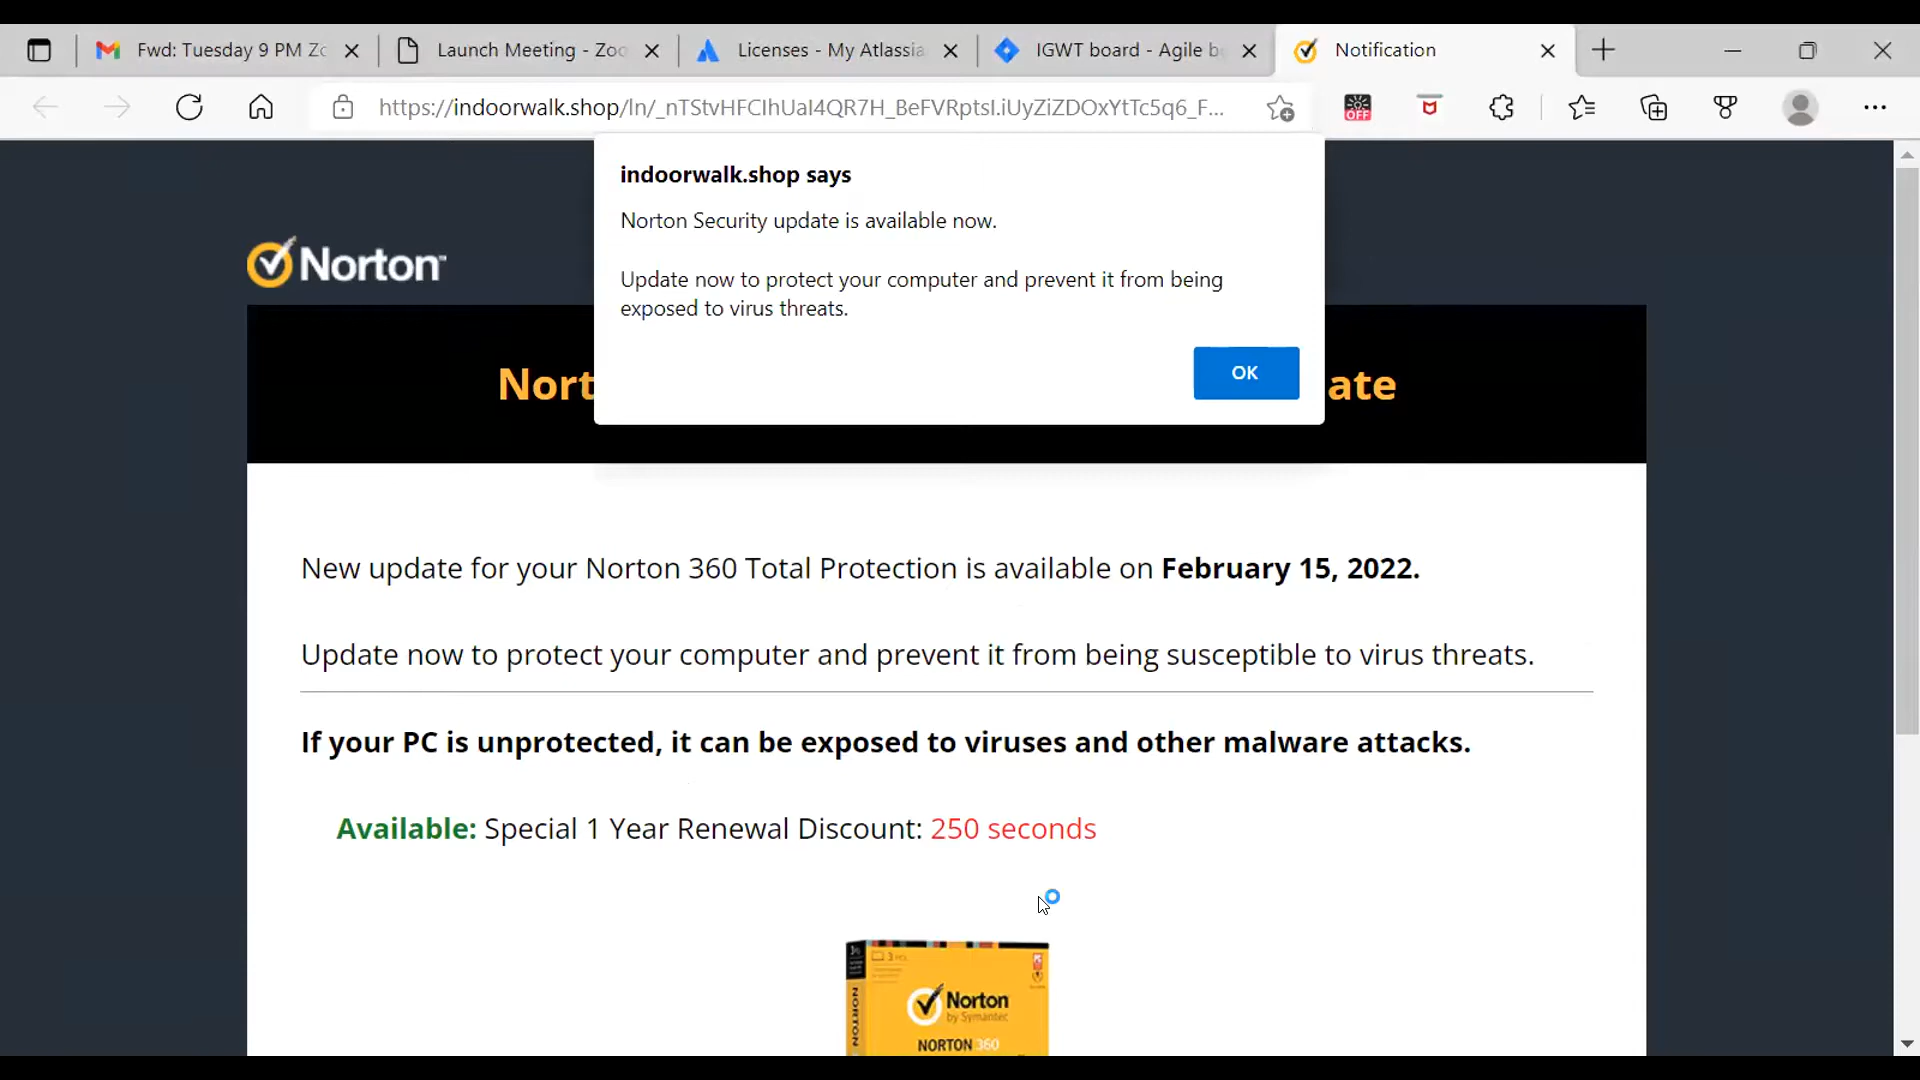 Fwd: Tuesday 9 PM Zo
Launch Meeting - Zoo
Licenses - My Atlassia
IGWT board - Agile b
Notification
https://indoorwalk.shop/ln/_nTStvHFCIhUaI4QR7H_BeFVRptsI.iUyZiZDOxYtTc5q6_F...
OFF
indoorwalk.shop says
Norton Security update is available now.
Update now to protect your computer and prevent it from being
exposed to virus threats.
OK
Norton
Nort
ate
New update for your Norton 360 Total Protection is available on February 15, 2022.
Update now to protect your computer and prevent it from being susceptible to virus threats.
If your PC is unprotected, it can be exposed to viruses and other malware attacks.
Available: Special 1 Year Renewal Discount: 250 seconds
Norton
by Symantec
NORTON 360
NORTON